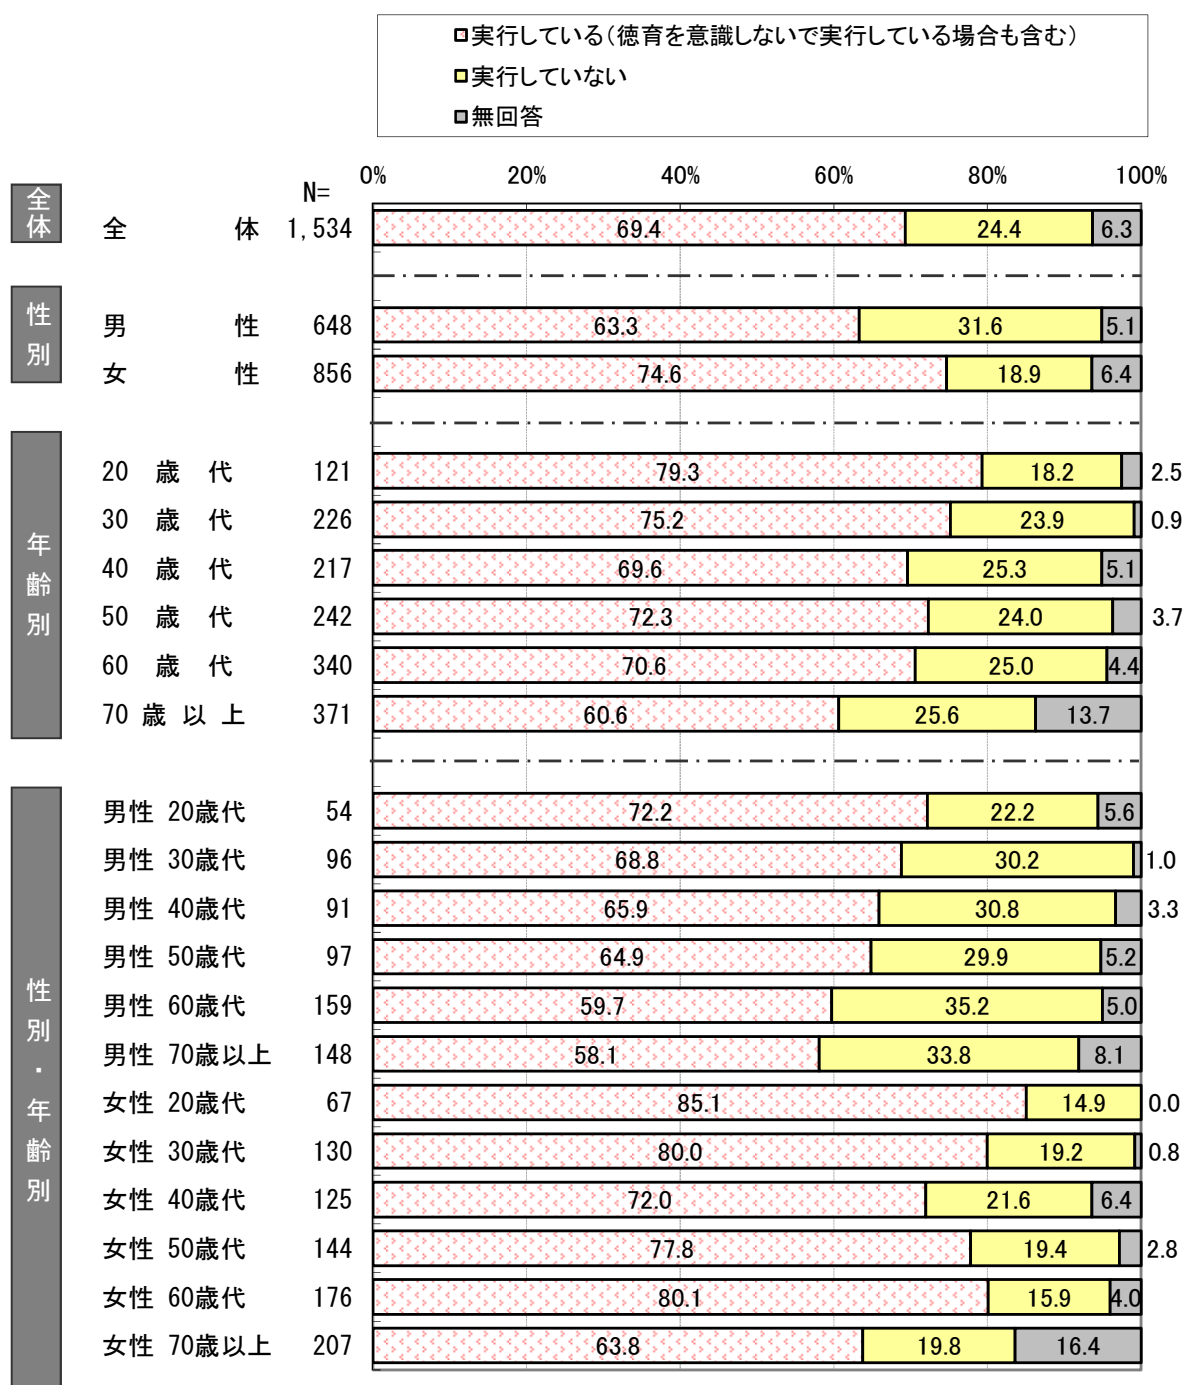 実行している(徳育を意識しないで実行している場合も含む)
実行していない
無回答
N= 0% 20% 40% 60% 80% 100%
全体
全 体 1,534 69.4 24.4 6.3
性別
男 性 648 63.3 31.6 5.1
女 性 856 74.6 18.9 6.4
年齢別
20 歳 代 121 79.3 18.2 2.5
30 歳 代 226 75.2 23.9 0.9
40 歳 代 217 69.6 25.3 5.1
50 歳 代 242 72.3 24.0 3.7
60 歳 代 340 70.6 25.0 4.4
70 歳 以 上 371 60.6 25.6 13.7
性別・年齢別
男性 20歳代 54 72.2 22.2 5.6
男性 30歳代 96 68.8 30.2 1.0
男性 40歳代 91 65.9 30.8 3.3
男性 50歳代 97 64.9 29.9 5.2
男性 60歳代 159 59.7 35.2 5.0
男性 70歳以上 148 58.1 33.8 8.1
女性 20歳代 67 85.1 14.9 0.0
女性 30歳代 130 80.0 19.2 0.8
女性 40歳代 125 72.0 21.6 6.4
女性 50歳代 144 77.8 19.4 2.8
女性 60歳代 176 80.1 15.9 4.0
女性 70歳以上 207 63.8 19.8 16.4